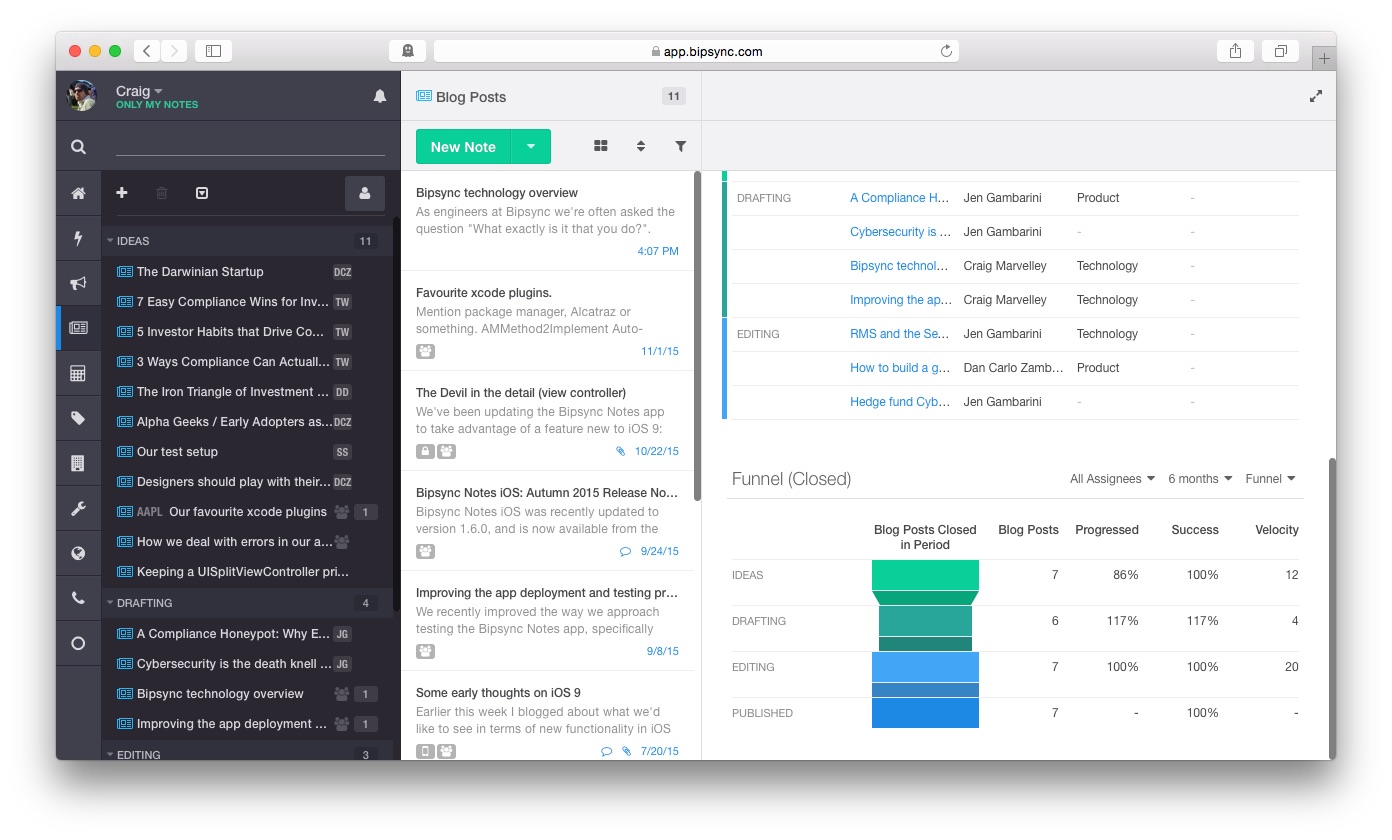 app.bipsync.com
Craig
ONLY MY NOTES
IDEAS 11
The Darwinian Startup DCZ
7 Easy Compliance Wins for Inv... TW
5 Investor Habits that Drive Co... TW
3 Ways Compliance Can Actuall... TW
The Iron Triangle of Investment ... DD
Alpha Geeks / Early Adopters as... DCZ
Our test setup SS
Designers should play with their... DCZ
AAPL Our favourite xcode plugins 1
How we deal with errors in our a...
Keeping a UISplitViewController pri...
DRAFTING 4
A Compliance Honeypot: Why E... JG
Cybersecurity is the death knell ... JG
Bipsync technology overview 1
Improving the app deployment ... 1
EDITING 3
Blog Posts 11
New Note
Bipsync technology overview
As engineers at Bipsync we're often asked the
question "What exactly is it that you do?".
4:07 PM
Favourite xcode plugins.
Mention package manager, Alcatraz or
something. AMMethod2Implement Auto-
11/1/15
The Devil in the detail (view controller)
We've been updating the Bipsync Notes app
to take advantage of a feature new to iOS 9:
10/22/15
Bipsync Notes iOS: Autumn 2015 Release No...
Bipsync Notes iOS was recently updated to
version 1.6.0, and is now available from the
9/24/15
Improving the app deployment and testing pr...
We recently improved the way we approach
testing the Bipsync Notes app, specifically
9/8/15
Some early thoughts on iOS 9
Earlier this week I blogged about what we'd
like to see in terms of new functionality in iOS
7/20/15
DRAFTING A Compliance H... Jen Gambarini Product -
Cybersecurity is ... Jen Gambarini - -
Bipsync technol... Craig Marvelley Technology -
Improving the ap... Craig Marvelley Technology -
EDITING RMS and the Se... Jen Gambarini Technology -
How to build a g... Dan Carlo Zamb... Product -
Hedge fund Cyb... Jen Gambarini - -
Funnel (Closed) All Assignees 6 months Funnel
Blog Posts Closed Blog Posts Progressed Success Velocity
in Period
IDEAS 7 86% 100% 12
DRAFTING 6 117% 117% 4
EDITING 7 100% 100% 20
PUBLISHED 7 - 100% -